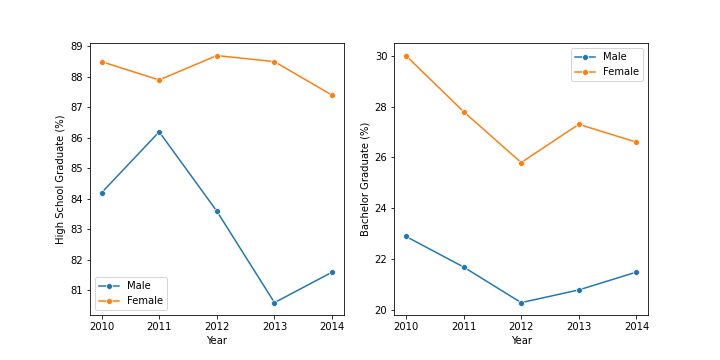 89
88
87
86
85
84
83
82
81
High School Graduate (%)
Male
Female
2010 2011 2012 2013 2014
Year
30
28
26
24
22
20
Bachelor Graduate (%)
Male
Female
2010 2011 2012 2013 2014
Year